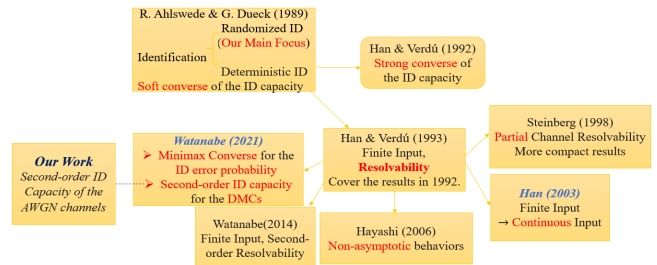 R. Ahlswede & G. Dueck (1989)
Randomized ID
(Our Main Focus)
Identification
Deterministic ID
Soft converse of the ID capacity
Han & Verdú (1992)
Strong converse of
the ID capacity
Our Work
Second-order ID
Capacity of the
AWGN channels
Watanabe (2021)
➢ Minimax Converse for the
ID error probability
➢ Second-order ID capacity
for the DMCs
Han & Verdú (1993)
Finite Input,
Resolvability
Cover the results in 1992.
Steinberg (1998)
Partial Channel Resolvability
More compact results
Han (2003)
Finite Input
→ Continuous Input
Watanabe(2014)
Finite Input, Second-
order Resolvability
Hayashi (2006)
Non-asymptotic behaviors